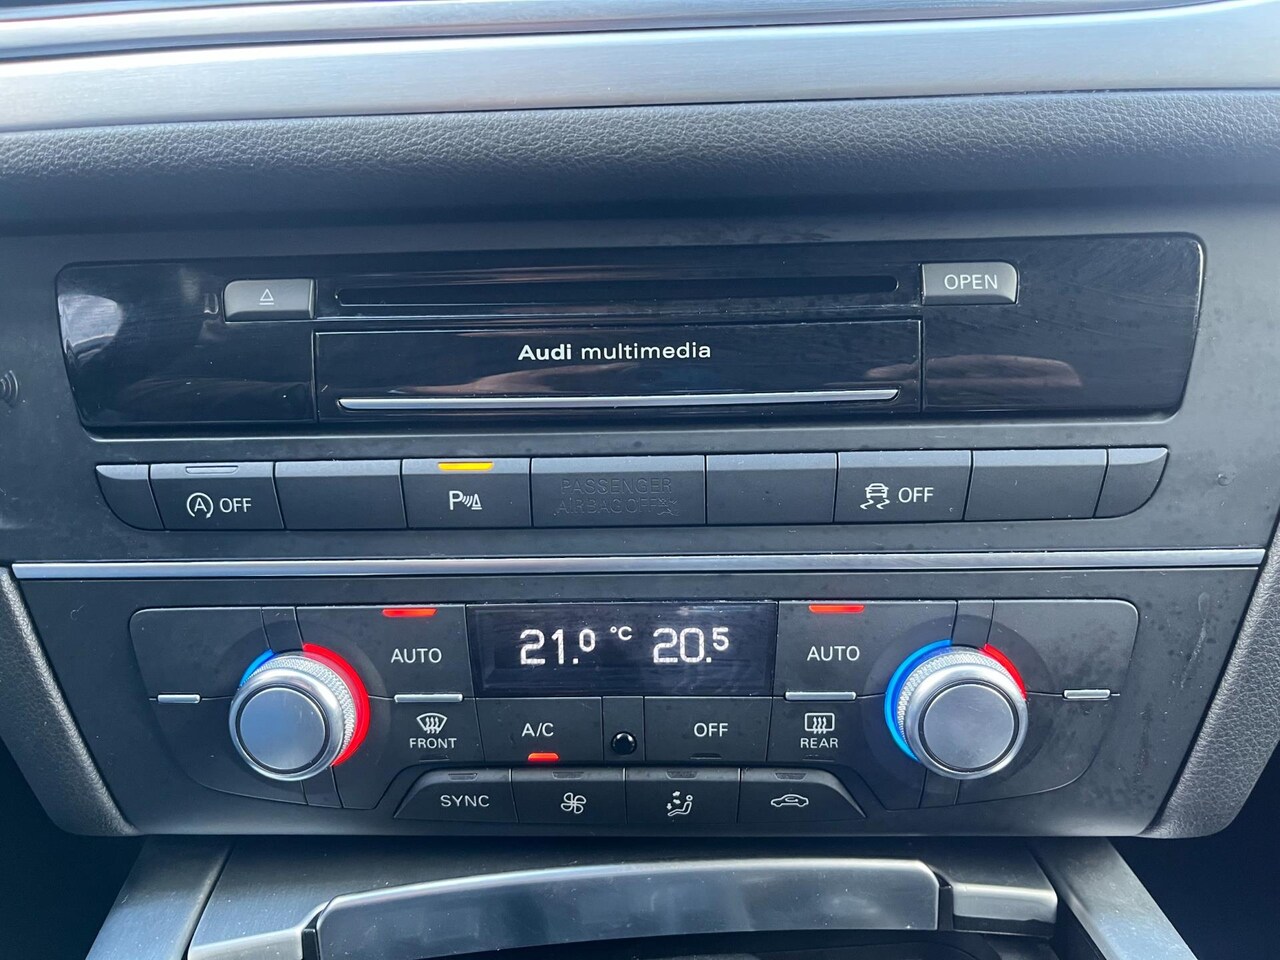 OPEN
Audi multimedia
A OFF
P
PASSENGER
AIRBAG OFF
OFF
AUTO
21.0 °C 20.5
AUTO
FRONT
A/C
OFF
REAR
SYNC